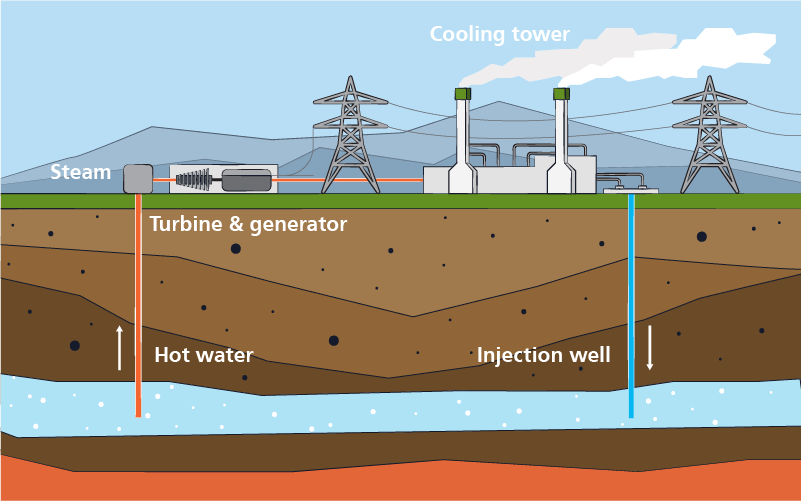 Cooling tower
Steam
Turbine & generator
Hot water
Injection well